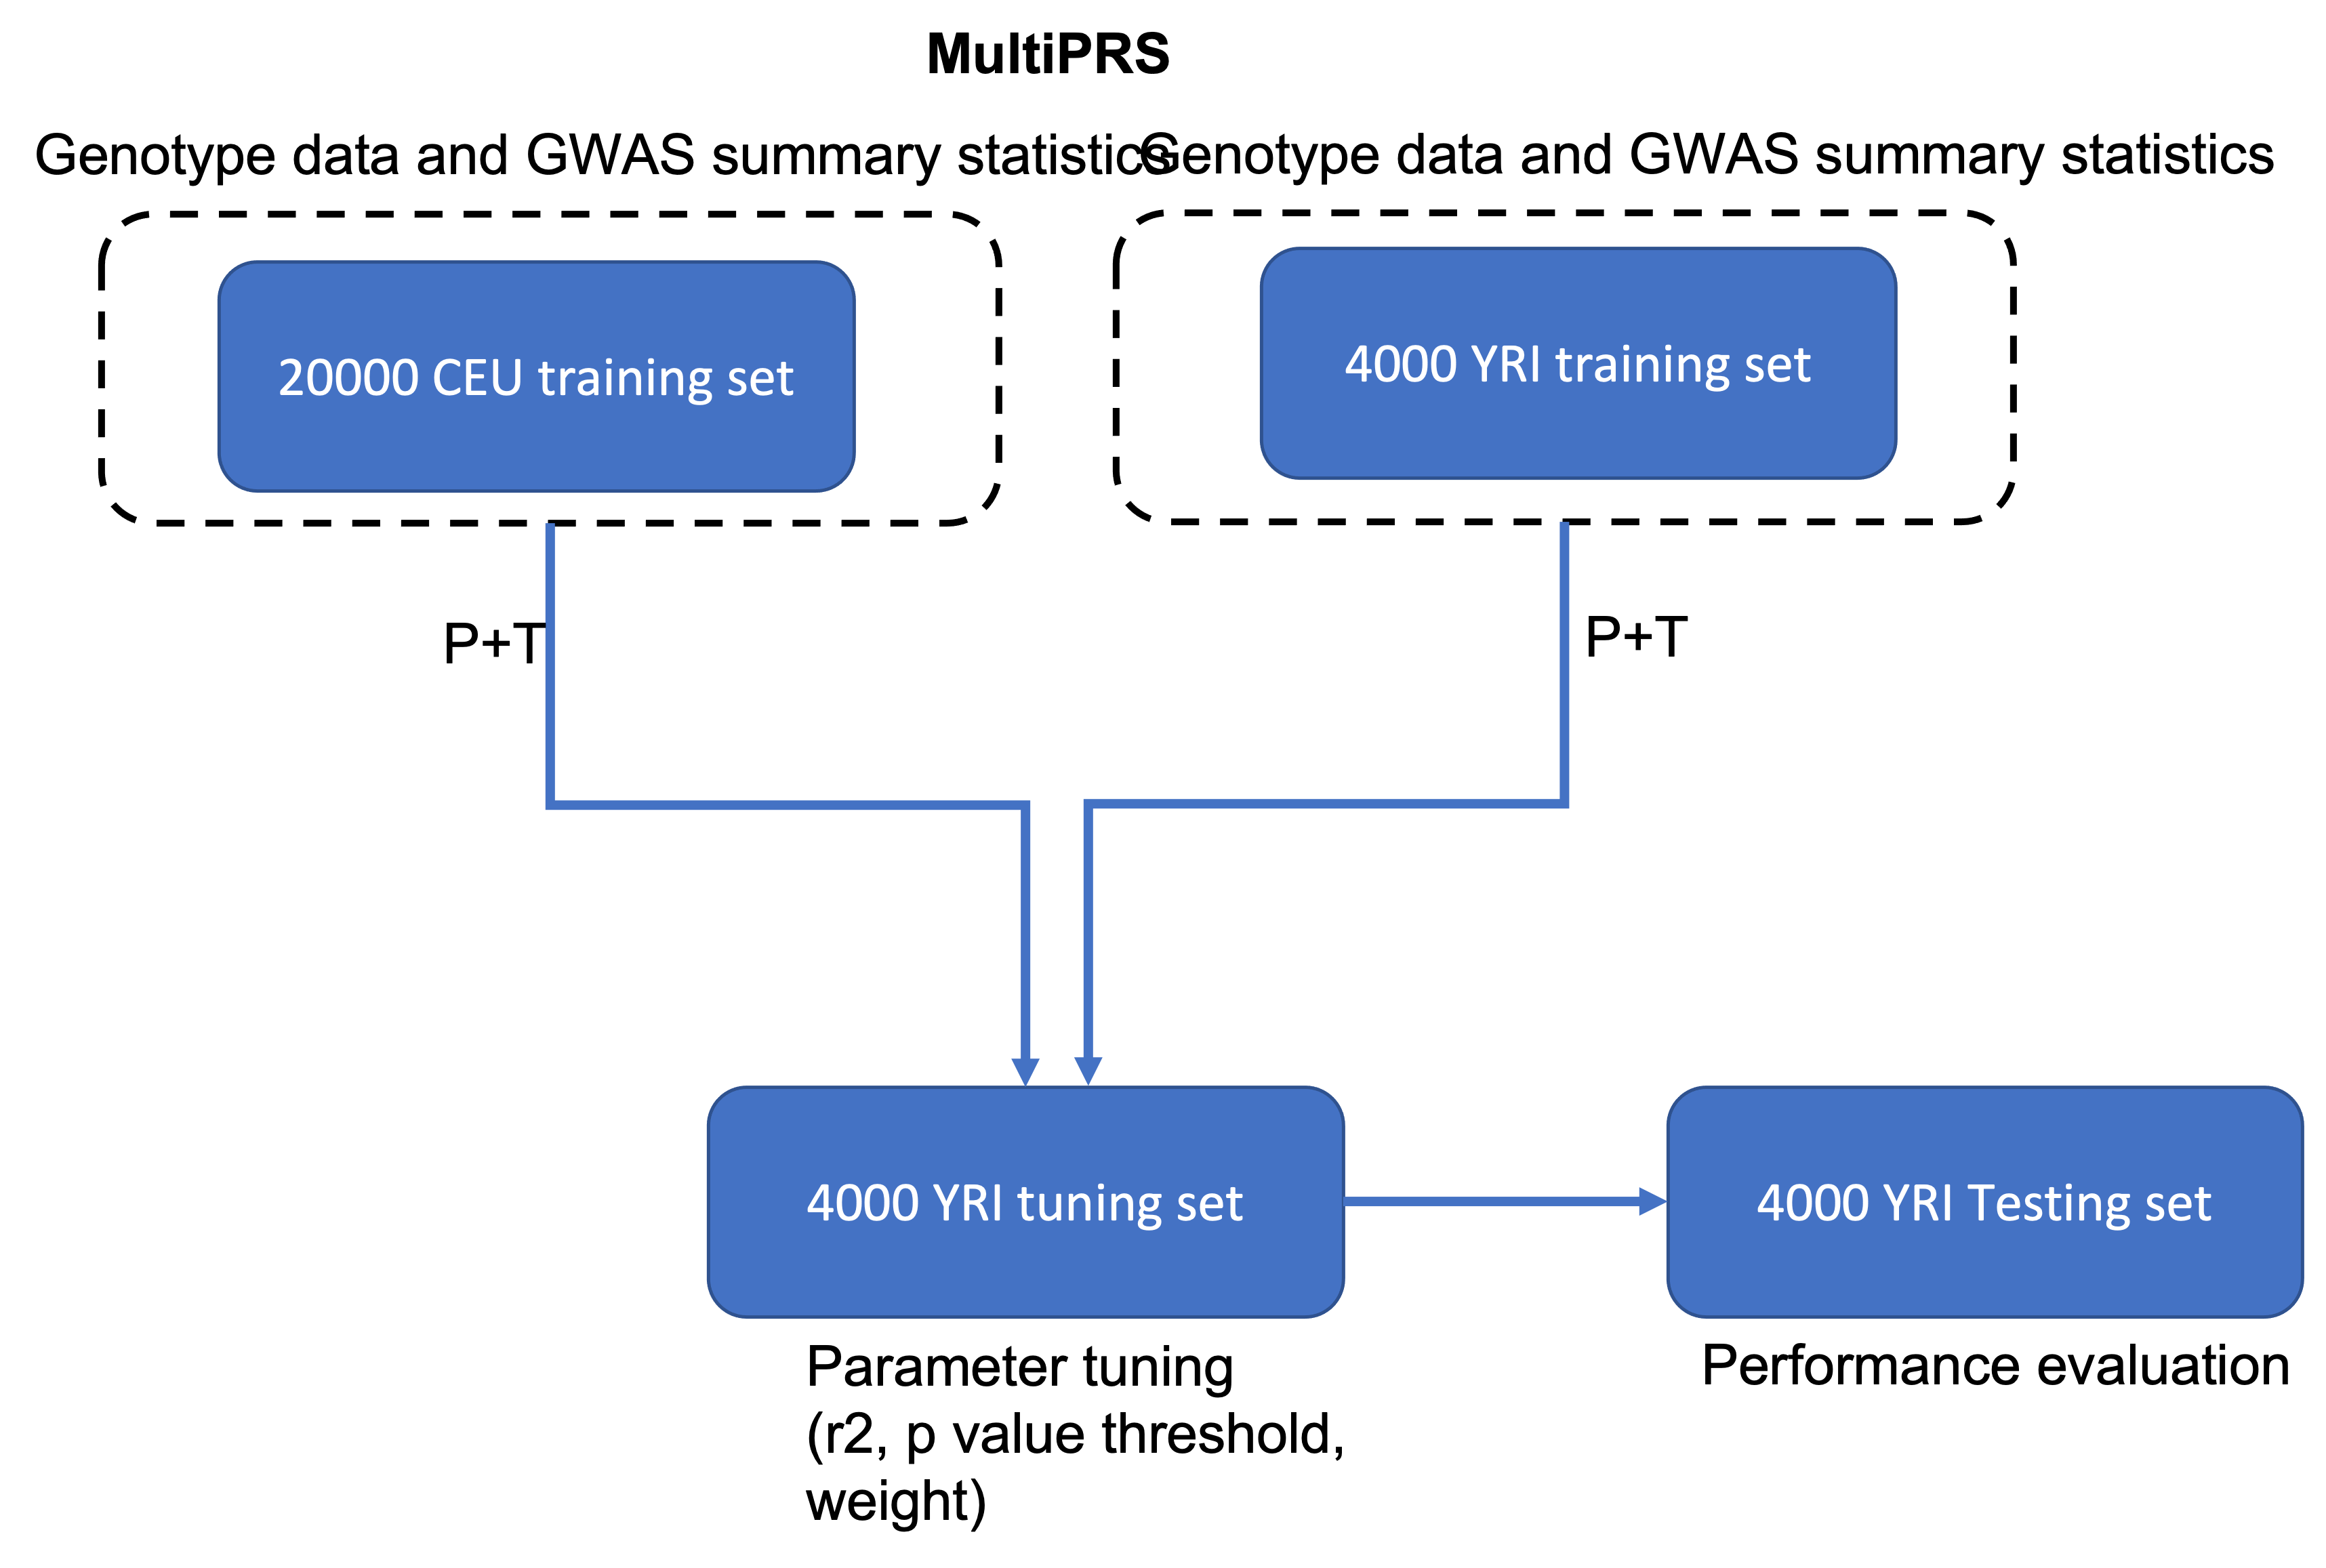 MultiPRS
Genotype data and GWAS summary statistics
Genotype data and GWAS summary statistics
20000 CEU training set
4000 YRI training set
P+T
P+T
4000 YRI tuning set
4000 YRI Testing set
Parameter tuning
(r2, p value threshold,
weight)
Performance evaluation